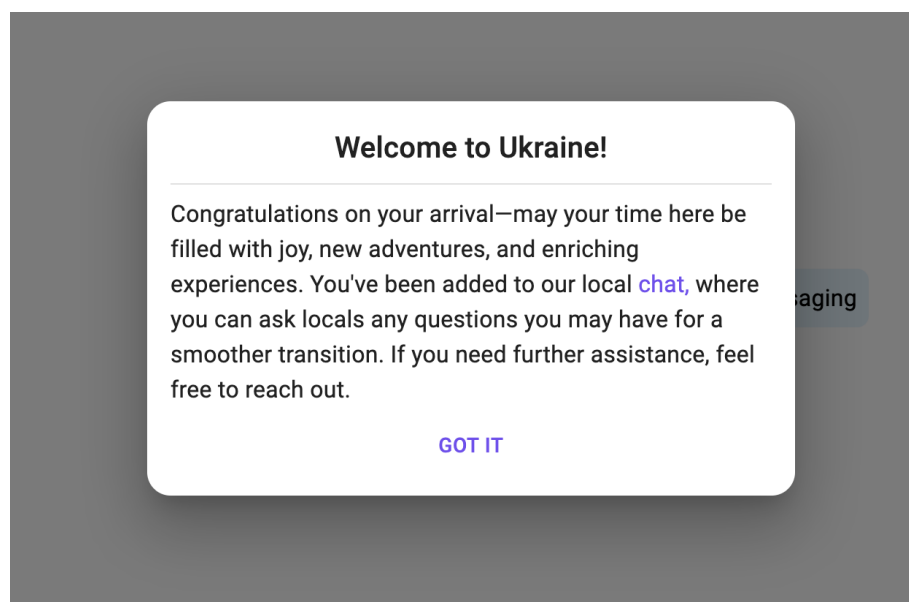 Welcome to Ukraine!
Congratulations on your arrival—may your time here be
filled with joy, new adventures, and enriching
experiences. You've been added to our local chat, where
you can ask locals any questions you may have for a
smoother transition. If you need further assistance, feel
free to reach out.
saging
GOT IT